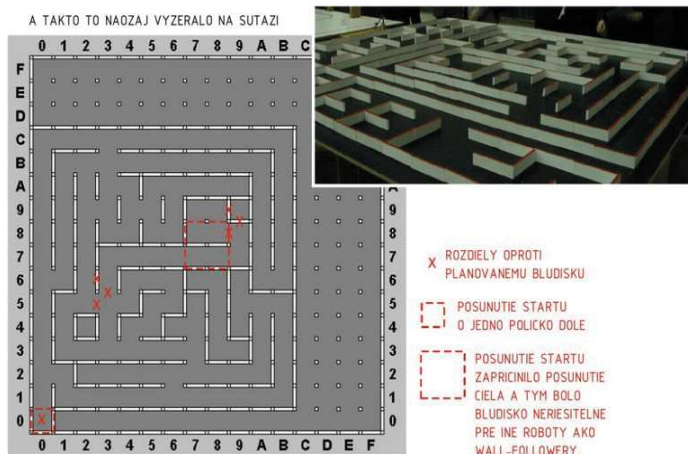 A TAKTO TO NAOZAJ VYZERALO NA SUTAZI
0 1 2 3 4 5 6 7 8 9 A B C
F
E
D
C
B
A
9
8
7
6
5
4
3
2
1
0
A
9
8
7
6
5
4
3
2
1
0
0 1 2 3 4 5 6 7 8 9 A B C D E F
X ROZDIELY OPROTI
PLANOVANEMU BLUDISKU
POSUNUTIE STARTU
O JEDNO POLICKO DOLE
POSUNUTIE STARTU
ZAPRICINILO POSUNUTIE
CIELA A TYM BOLO
BLUDISKO NERIESITELNE
PRE INE ROBOTY AKO
WALL-FOLLOWERY